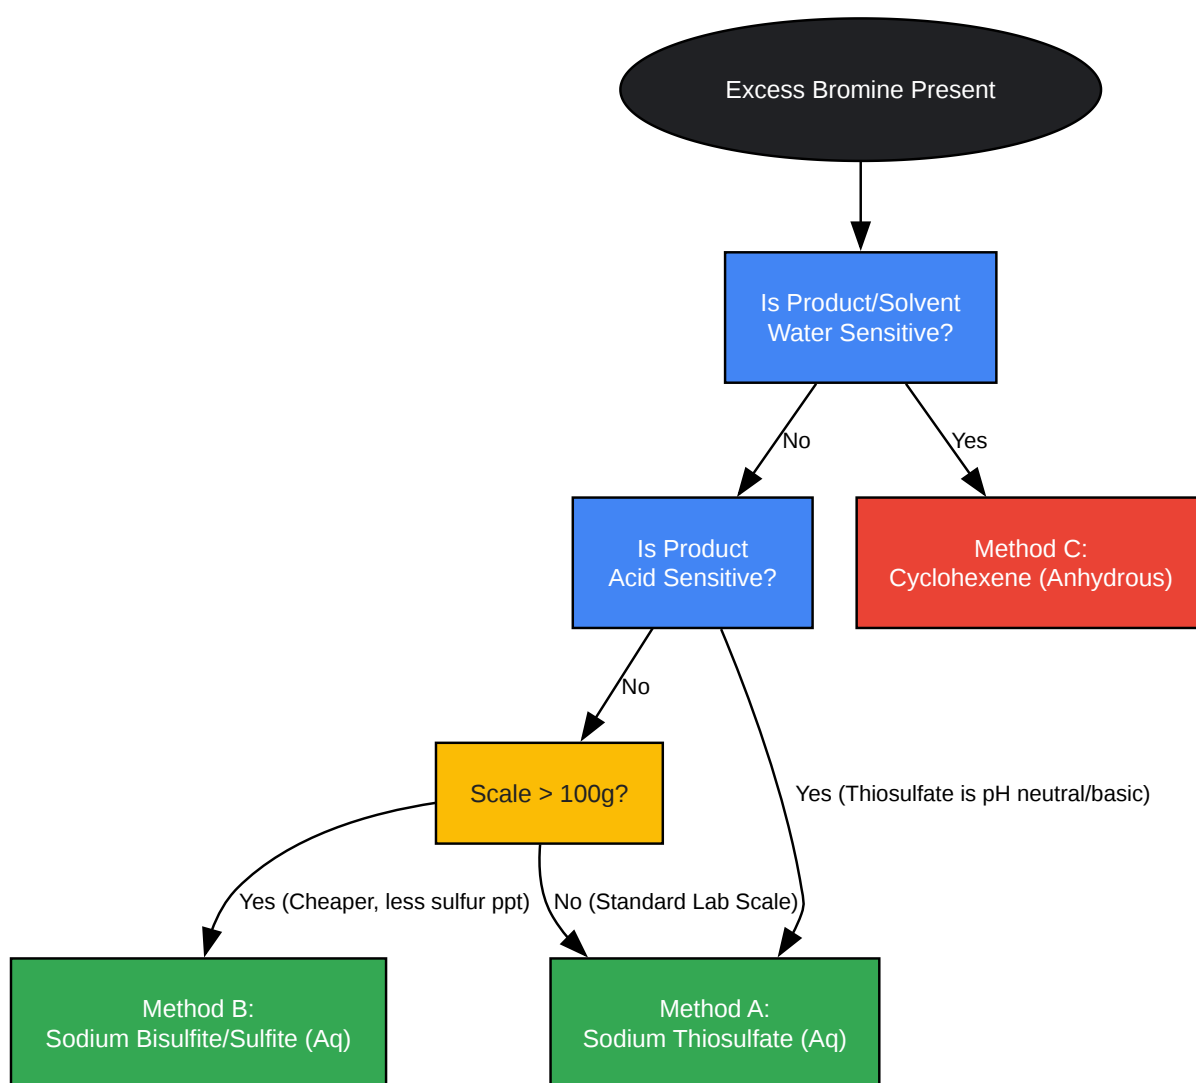 Excess Bromine Present
Is Product/Solvent
Water Sensitive?
No
Yes
Is Product
Acid Sensitive?
Method C:
Cyclohexene (Anhydrous)
No
Scale > 100g?
Yes (Thiosulfate is pH neutral/basic)
Yes (Cheaper, less sulfur ppt)
No (Standard Lab Scale)
Method B:
Sodium Bisulfite/Sulfite (Aq)
Method A:
Sodium Thiosulfate (Aq)